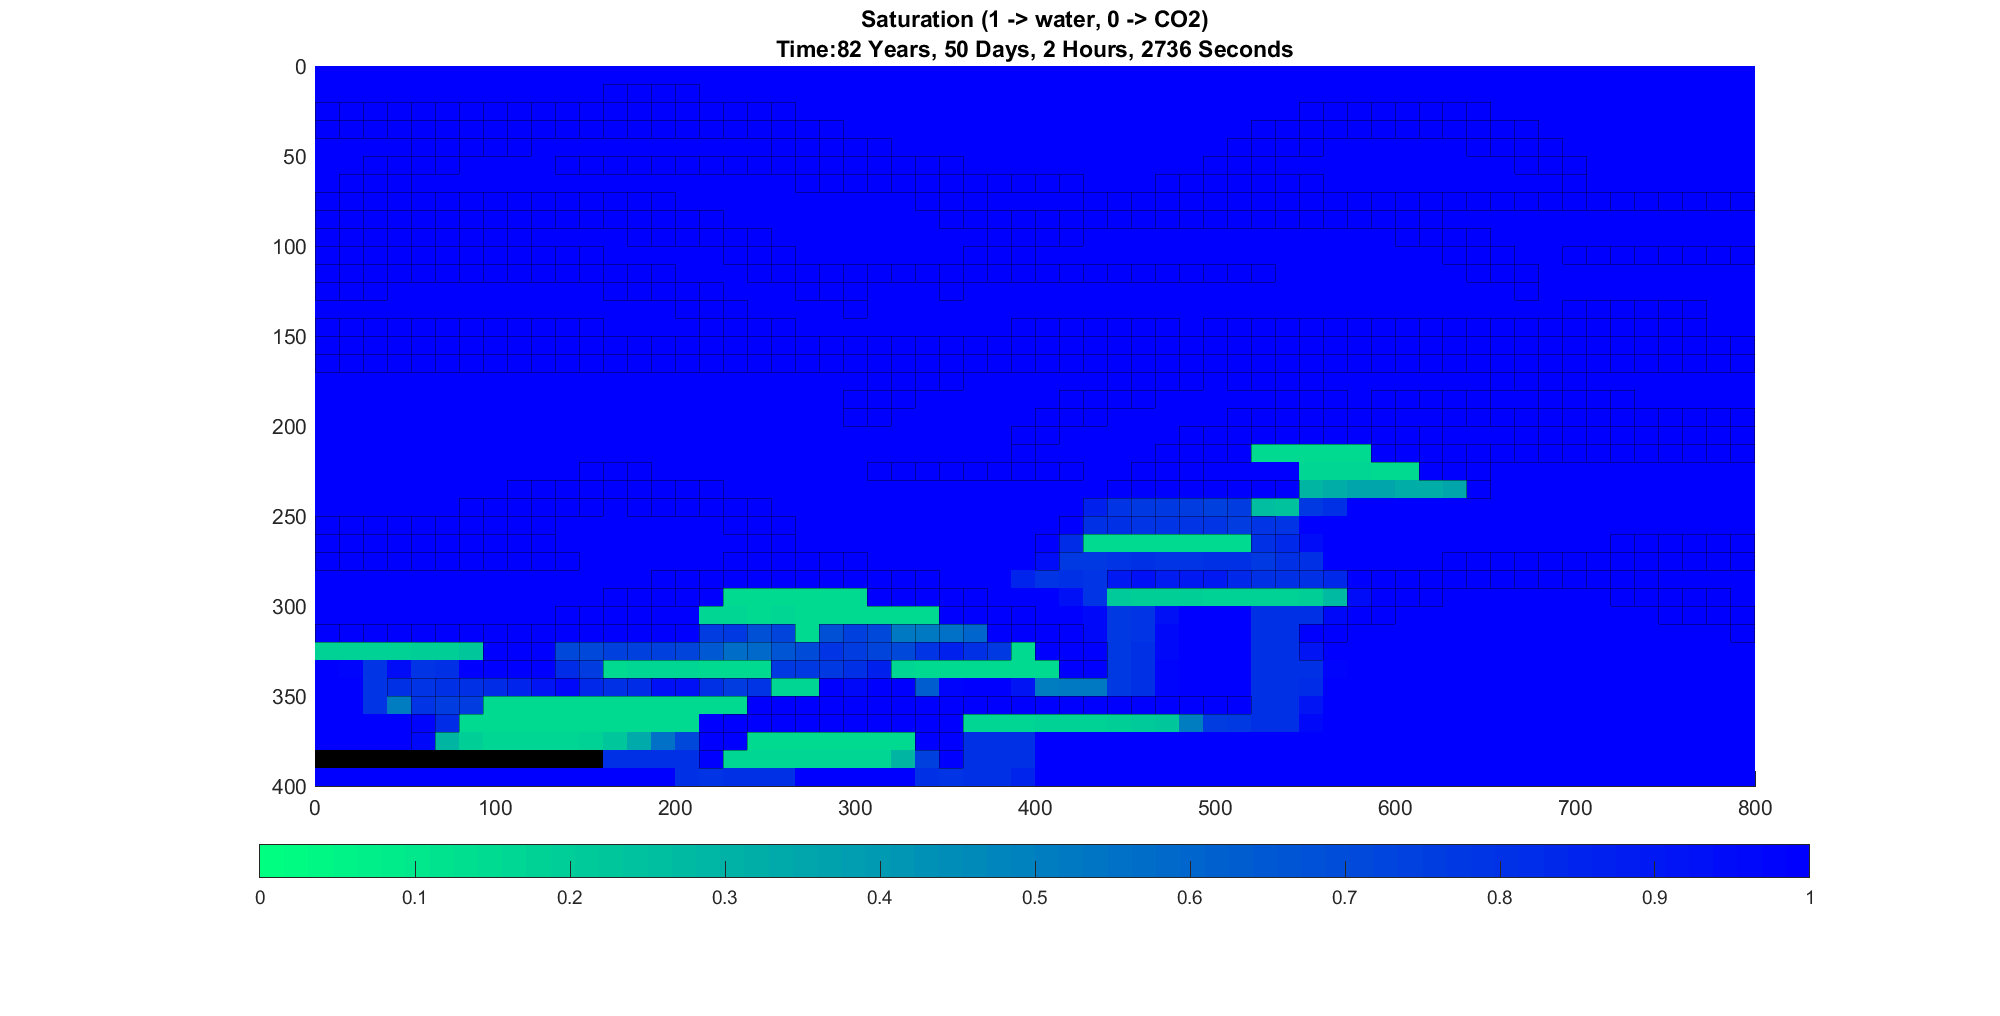 Saturation (1 -> water, 0 -> CO2)
Time:82 Years, 50 Days, 2 Hours, 2736 Seconds
0
50
100
150
200
250
300
350
400
0 100 200 300 400 500 600 700 800
0 0.1 0.2 0.3 0.4 0.5 0.6 0.7 0.8 0.9 1